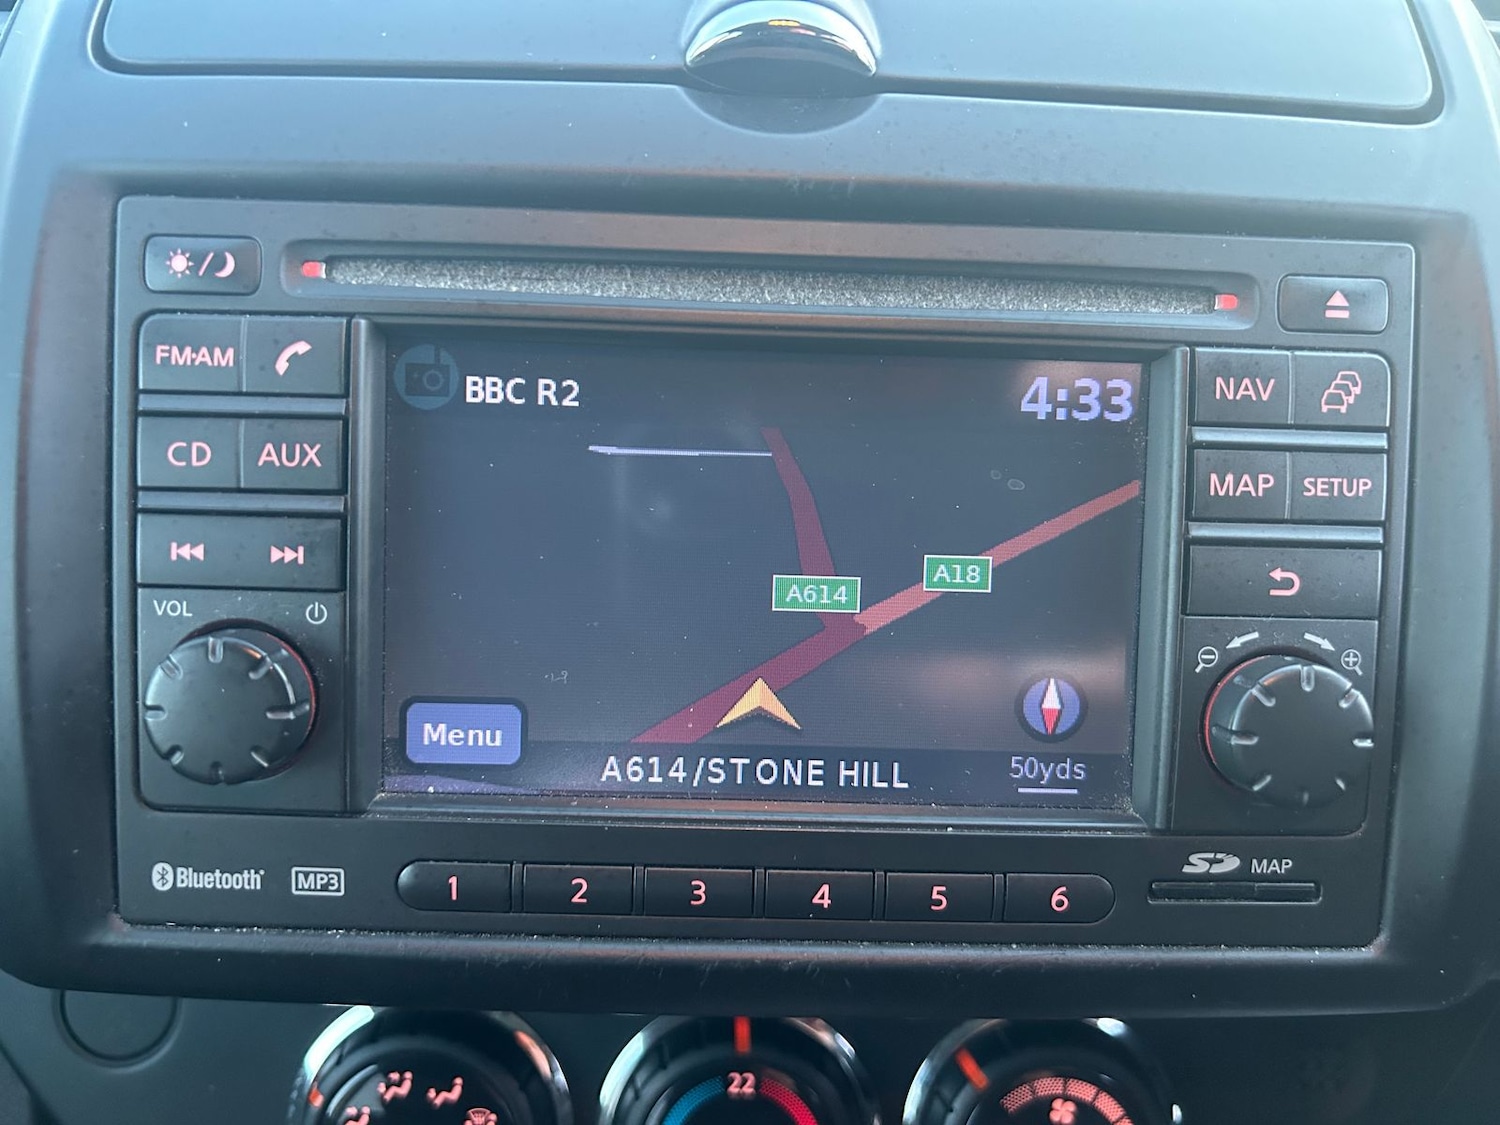 FM·AM
CD AUX
VOL
BBC R2
4:33
A614
A18
Menu
A614/STONE HILL
50yds
NAV
MAP SETUP
Bluetooth
MP3
1 2 3 4 5 6
SD MAP
22